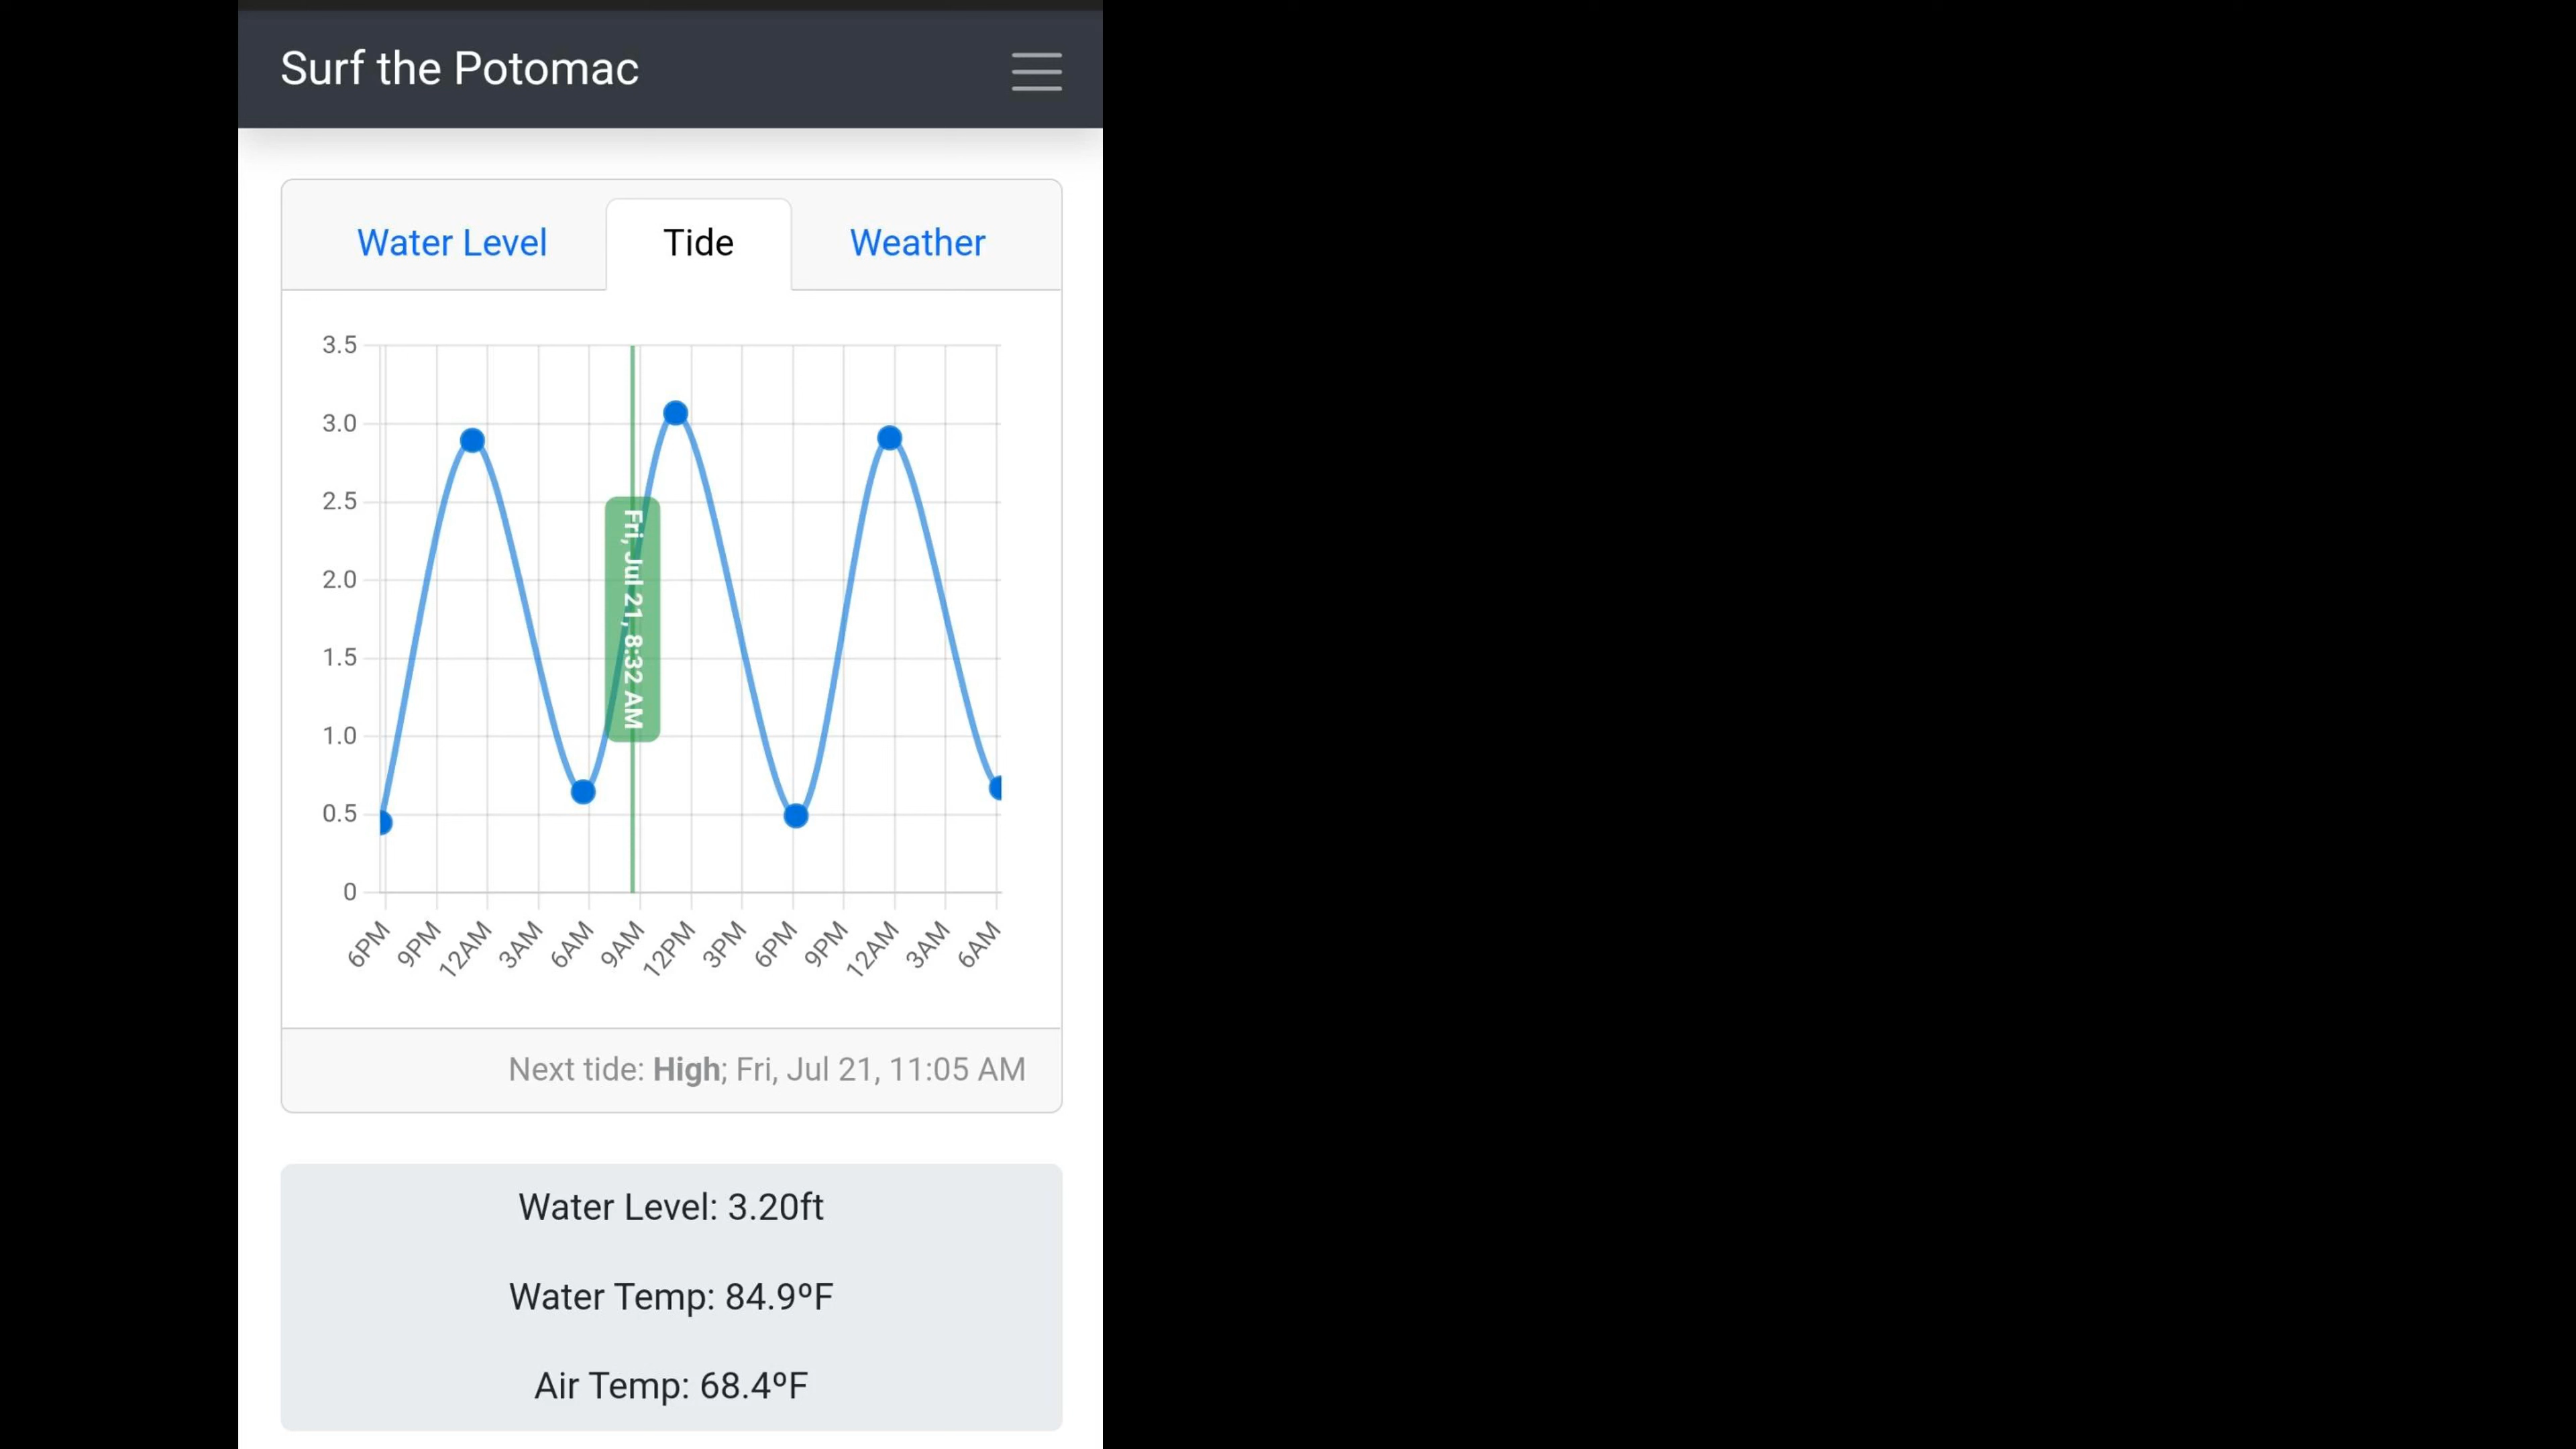 Surf the Potomac
Water Level
Tide
Weather
3.5
3.0
2.5
2.0
1.5
1.0
0.5
0
Fri, Jul 21, 8:32 AM
6PM
9PM
12AM
3AM
6AM
9AM
12PM
3PM
6PM
9PM
12AM
3AM
6AM
Next tide: High; Fri, Jul 21, 11:05 AM
Water Level: 3.20ft
Water Temp: 84.9ºF
Air Temp: 68.4ºF